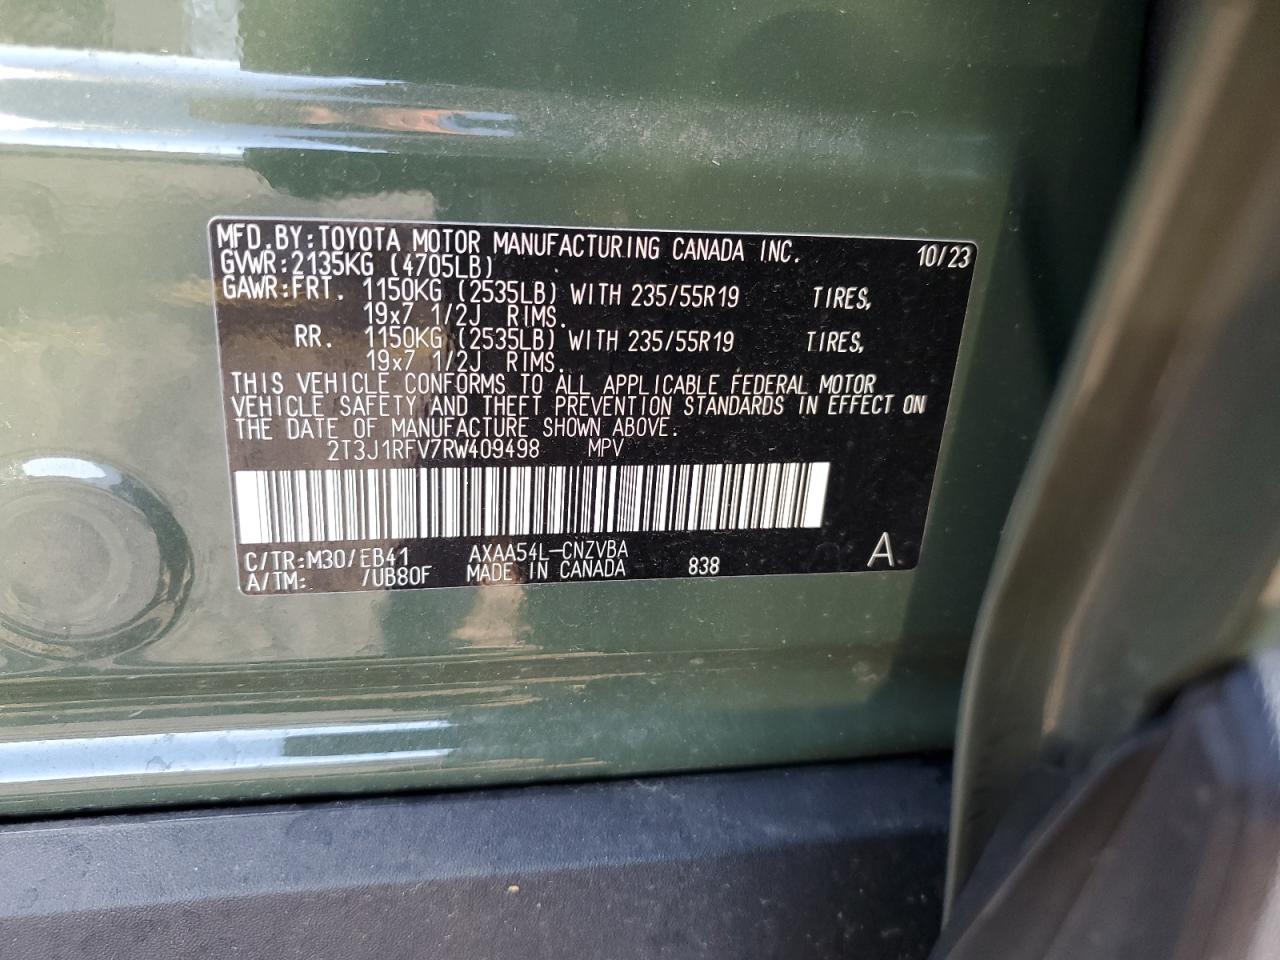 MFD.BY:TOYOTA MOTOR MANUFACTURING CANADA INC. 10/23
GVWR:2135KG (4705LB)
GAWR:FRT. 1150KG (2535LB) WITH 235/55R19 TIRES,
19x7 1/2J RIMS.
RR. 1150KG (2535LB) WITH 235/55R19 TIRES,
19x7 1/2J RIMS.
THIS VEHICLE CONFORMS TO ALL APPLICABLE FEDERAL MOTOR
VEHICLE SAFETY AND THEFT PREVENTION STANDARDS IN EFFECT ON
THE DATE OF MANUFACTURE SHOWN ABOVE.
2T3J1RFV7RW409498 MPV
C/TR:M30/EB41 AXAA54L-CNZVBA A
A/TM: /UB80F MADE IN CANADA 838